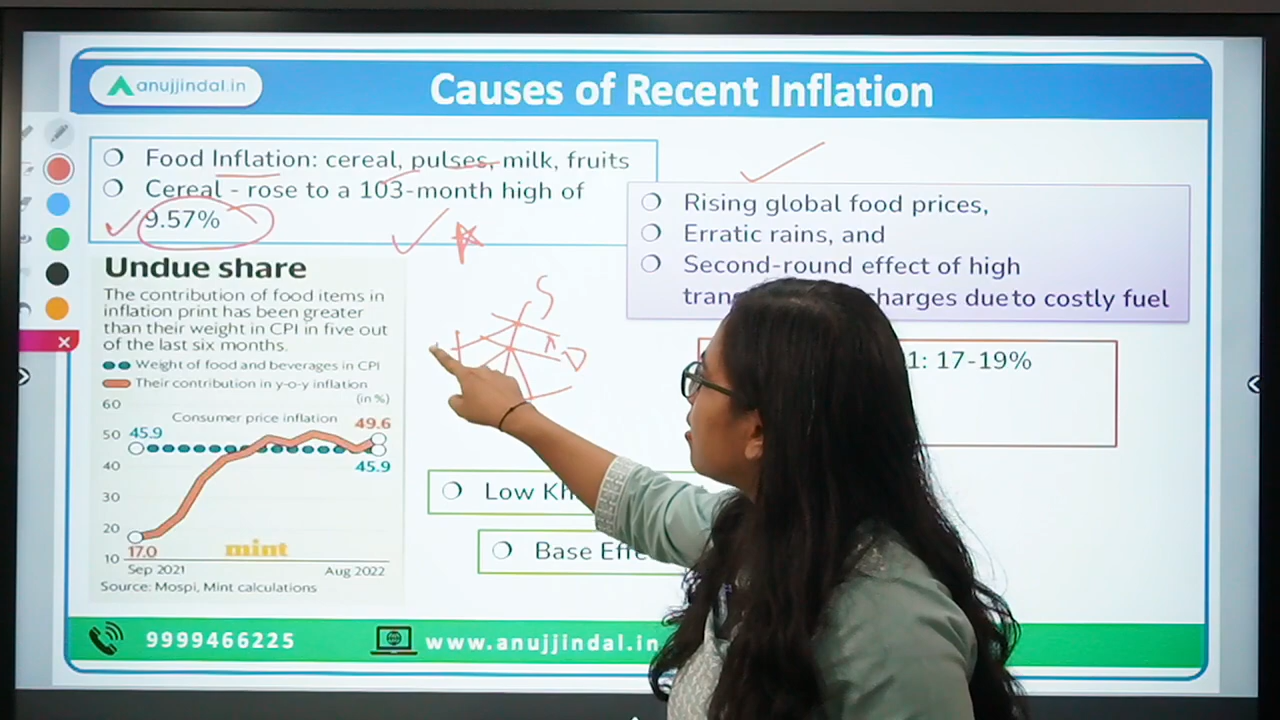 anujjindal.in
Causes of Recent Inflation
Food Inflation: cereal, pulses, milk, fruits
Cereal - rose to a 103-month high of
9.57%
Rising global food prices,
Erratic rains, and
Second-round effect of high
charges due to costly fuel
Undue share
The contribution of food items in
inflation print has been greater
than their weight in CPI in five out
of the last six months.
Weight of food and beverages in CPI
Their contribution in y-o-y inflation
(in %)
60
Consumer price inflation
49.6
50
45.9
40
45.9
30
20
17.0
10
mint
Sep 2021
Aug 2022
Source: Mospi, Mint calculations
S
D
1: 17-19%
Low
Base
9999466225
www.anujjindal.in